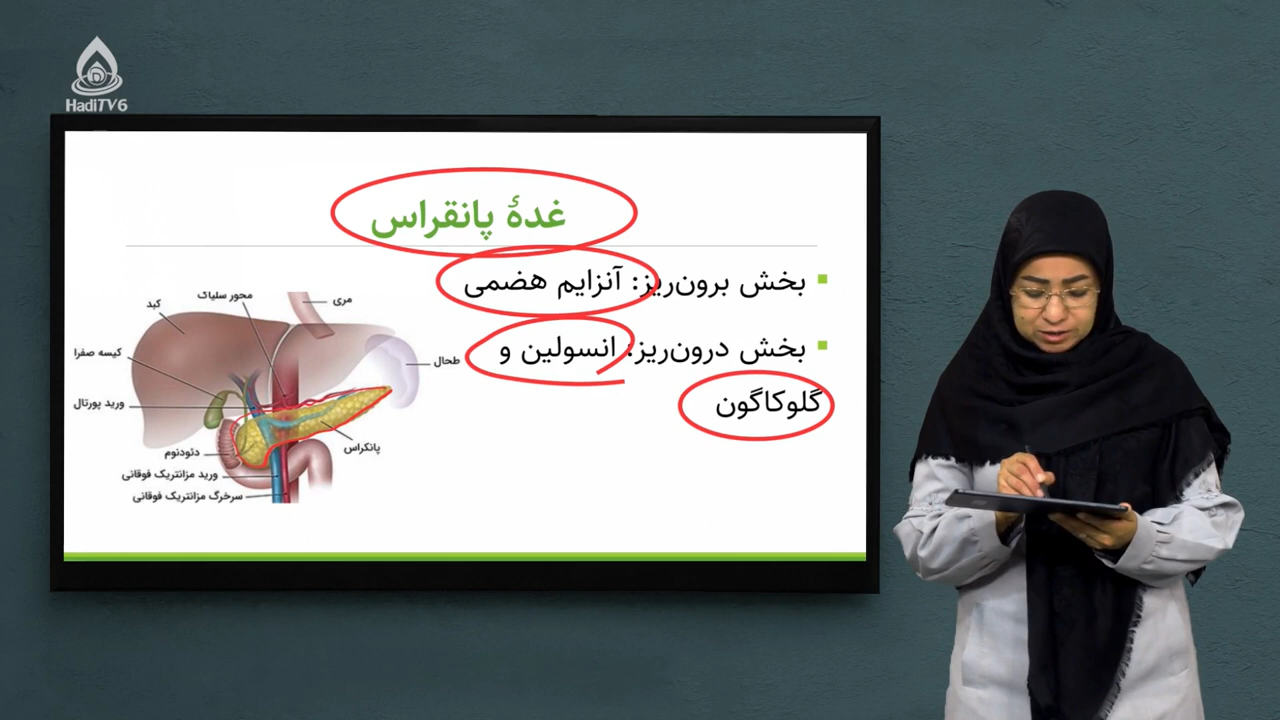 HadiTV6
غدهٔ پانقراس
بخش برون‌ریز: آنزایم هضمی
بخش درون‌ریز: انسولین و
گلوکاگون
مری
محور سلیاک
کبد
کیسه صفرا
طحال
ورید پورتال
پانکراس
دئودنوم
ورید مزانتریک فوقانی
سرخرگ مزانتریک فوقانی